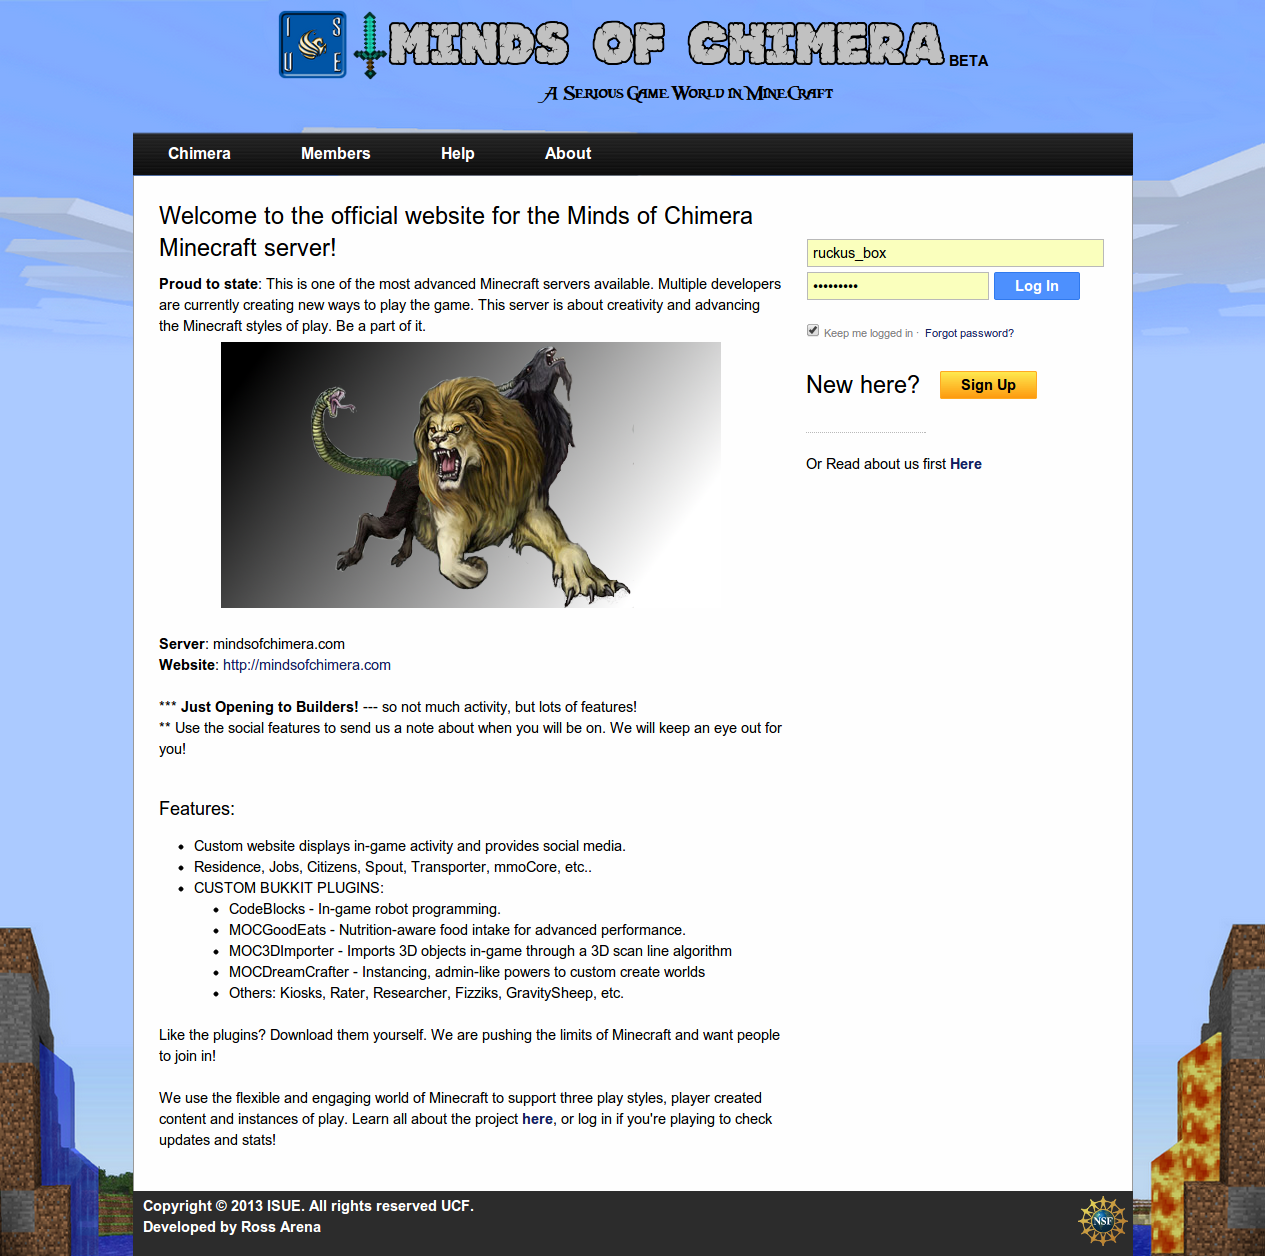 I S
U E
MINDS OF CHIMERA BETA
A Serious Game World in MineCraft
Chimera Members Help About
Welcome to the official website for the Minds of Chimera
Minecraft server!
Proud to state: This is one of the most advanced Minecraft servers available. Multiple developers
are currently creating new ways to play the game. This server is about creativity and advancing
the Minecraft styles of play. Be a part of it.
ruckus_box
•••••••••
Log In
Keep me logged in · Forgot password?
New here? Sign Up
Or Read about us first Here
Server: mindsofchimera.com
Website: http://mindsofchimera.com
*** Just Opening to Builders! --- so not much activity, but lots of features!
** Use the social features to send us a note about when you will be on. We will keep an eye out for
you!
Features:
• Custom website displays in-game activity and provides social media.
• Residence, Jobs, Citizens, Spout, Transporter, mmoCore, etc..
• CUSTOM BUKKIT PLUGINS:
• CodeBlocks - In-game robot programming.
• MOCGoodEats - Nutrition-aware food intake for advanced performance.
• MOC3DImporter - Imports 3D objects in-game through a 3D scan line algorithm
• MOCDreamCrafter - Instancing, admin-like powers to custom create worlds
• Others: Kiosks, Rater, Researcher, Fizziks, GravitySheep, etc.
Like the plugins? Download them yourself. We are pushing the limits of Minecraft and want people
to join in!
We use the flexible and engaging world of Minecraft to support three play styles, player created
content and instances of play. Learn all about the project here, or log in if you're playing to check
updates and stats!
Copyright © 2013 ISUE. All rights reserved UCF.
Developed by Ross Arena
NSF